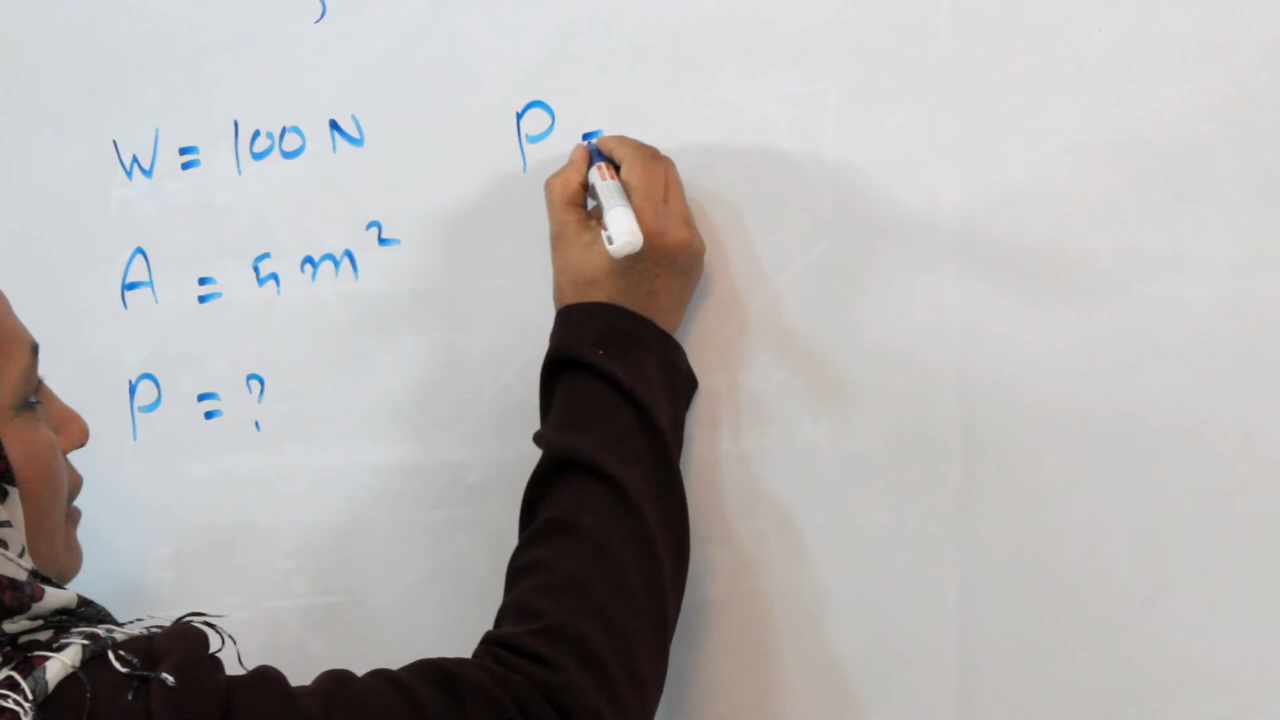 W = 100 N
A = 5 m²
P = ?
P =